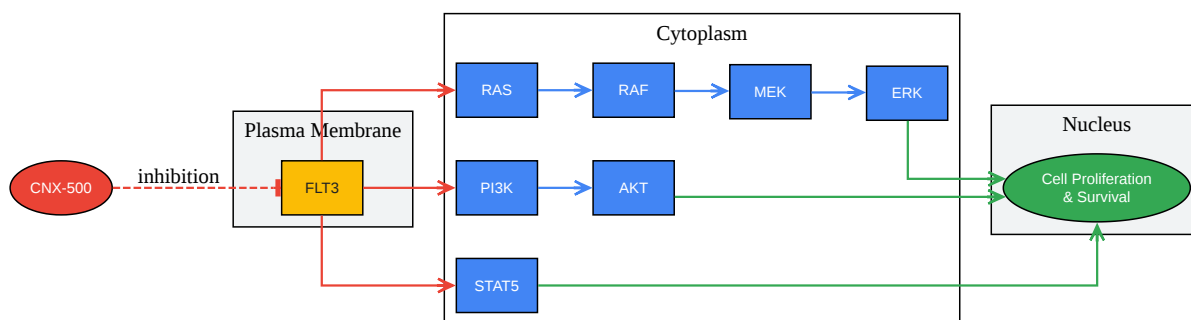 Cytoplasm
RAS
RAF
MEK
ERK
Plasma Membrane
Nucleus
inhibition
CNX-500
FLT3
PI3K
AKT
Cell Proliferation
& Survival
STAT5